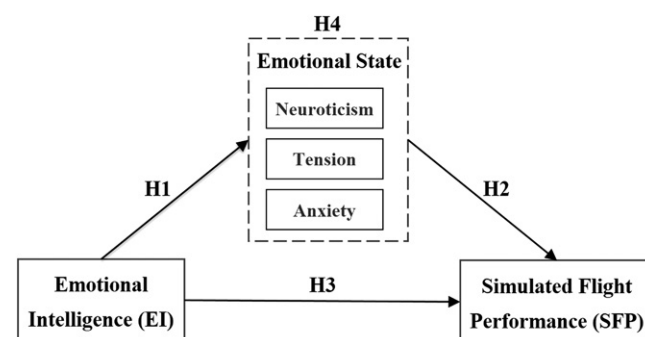 H4
Emotional State
Neuroticism
Tension
Anxiety
H1
H2
Emotional
Intelligence (EI)
H3
Simulated Flight
Performance (SFP)